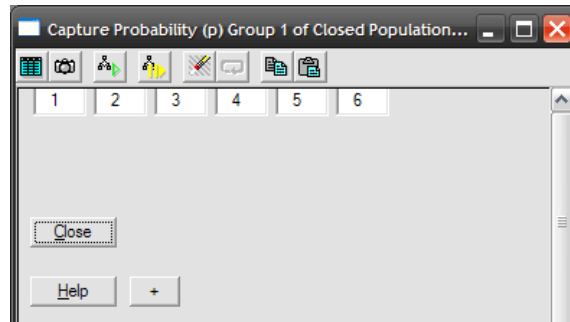 Capture Probability (p) Group 1 of Closed Population...
1 2 3 4 5 6
Close
Help +